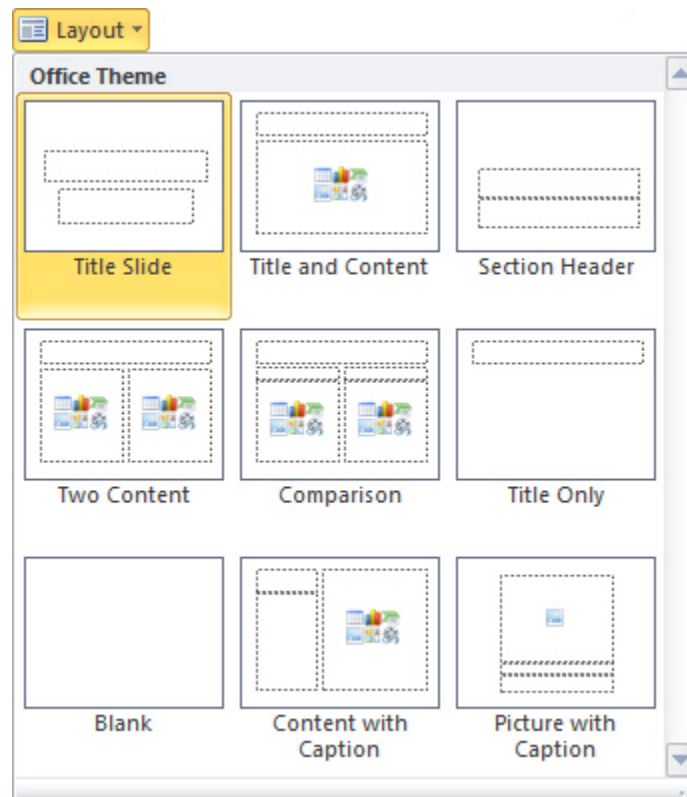 Layout
Office Theme
Title Slide
Title and Content
Section Header
Two Content
Comparison
Title Only
Blank
Content with
Caption
Picture with
Caption